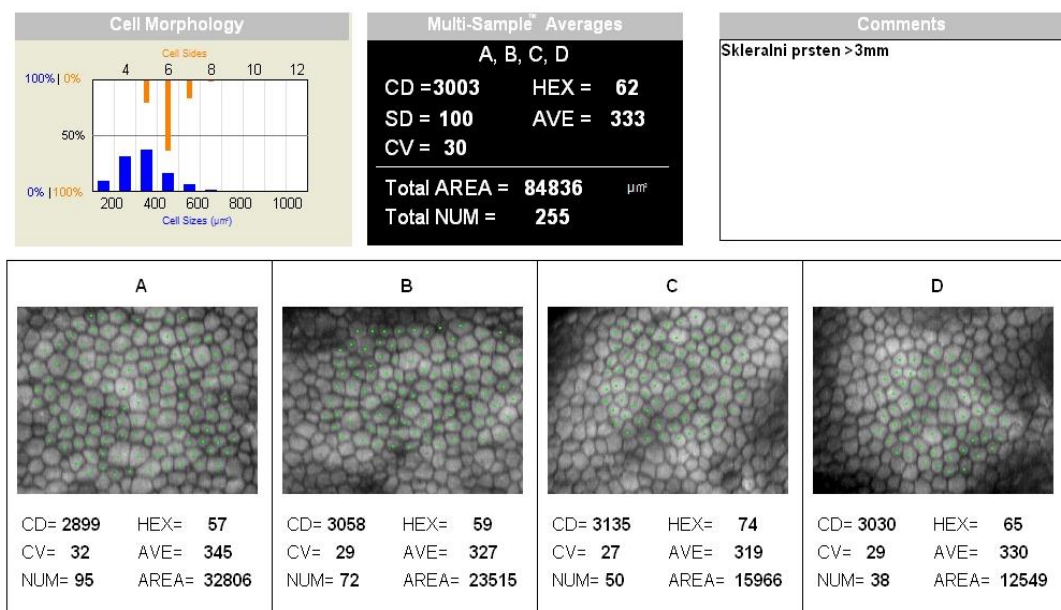 Cell Morphology
Cell Sides
4 6 8 10 12
100% | 0%
50%
0% | 100%
200 400 600 800 1000
Cell Sizes (µm²)
Multi-Sample™ Averages
A, B, C, D
CD =3003 HEX = 62
SD = 100 AVE = 333
CV = 30
Total AREA = 84836 µm²
Total NUM = 255
Comments
Skleralni prsten >3mm
A
CD= 2899 HEX= 57
CV= 32 AVE= 345
NUM= 95 AREA= 32806
B
CD= 3058 HEX= 59
CV= 29 AVE= 327
NUM= 72 AREA= 23515
C
CD= 3135 HEX= 74
CV= 27 AVE= 319
NUM= 50 AREA= 15966
D
CD= 3030 HEX= 65
CV= 29 AVE= 330
NUM= 38 AREA= 12549